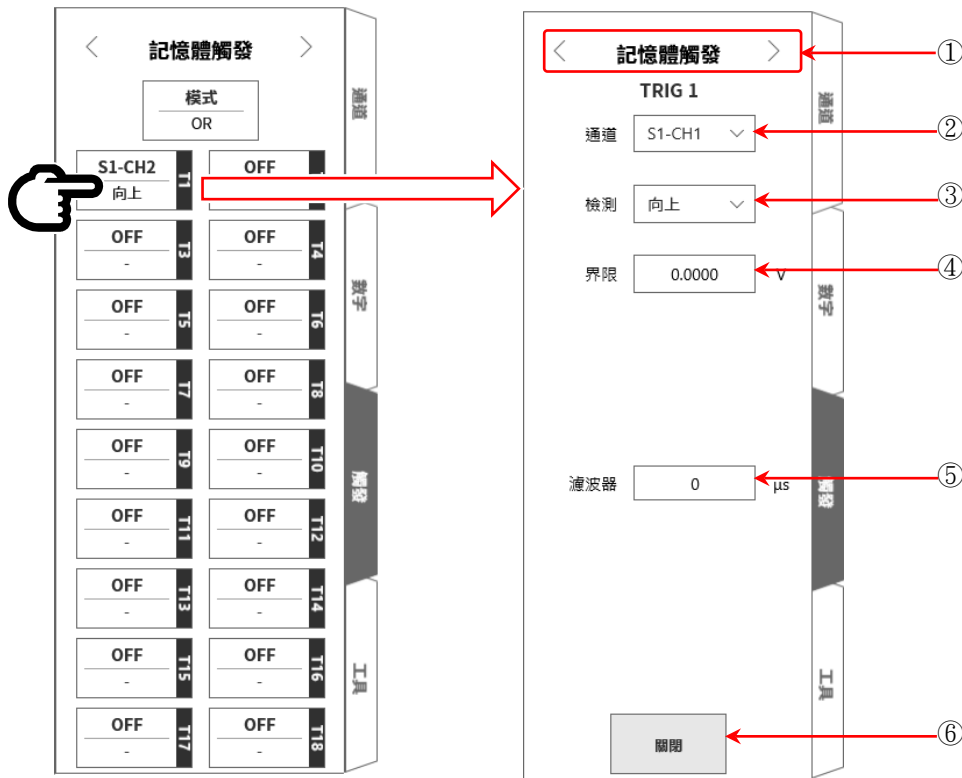 記憶體觸發
模式
OR
S1-CH2
向上
T1
OFF
OFF
-
T3
OFF
-
T4
OFF
-
T5
OFF
-
T6
OFF
-
T7
OFF
-
T8
OFF
-
T9
OFF
-
T10
OFF
-
T11
OFF
-
T12
OFF
-
T13
OFF
-
T14
OFF
-
T15
OFF
-
T16
OFF
-
T17
OFF
-
T18
通道
數字
觸發
工具
記憶體觸發
①
TRIG 1
通道 S1-CH1
②
檢測 向上
③
界限 0.0000 V
④
濾波器 0 μs
⑤
關閉
⑥
通道
數字
觸發
工具